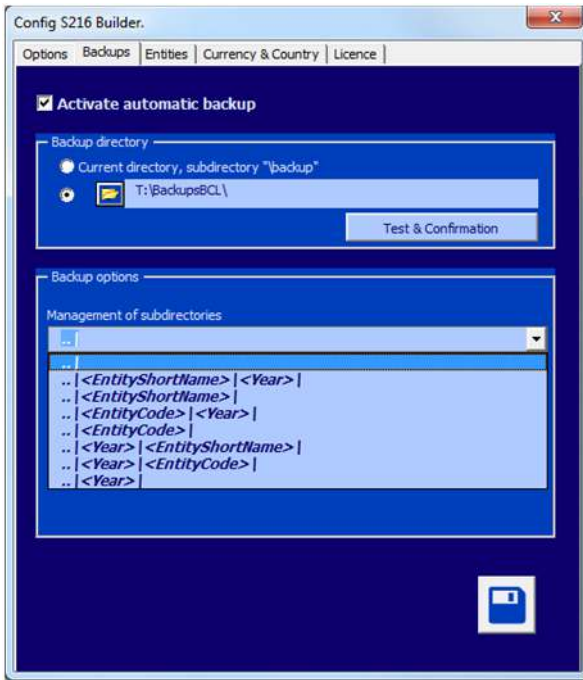 Config S216 Builder.
Options Backups Entities Currency & Country Licence
Activate automatic backup
Backup directory
Current directory, subdirectory "\backup"
T:\BackupsBCL\
Test & Confirmation
Backup options
Management of subdirectories
..|
..|
..|<EntityShortName>|<Year>|
..|<EntityShortName>|
..|<EntityCode>|<Year>|
..|<EntityCode>|
..|<Year>|<EntityShortName>|
..|<Year>|<EntityCode>|
..|<Year>|